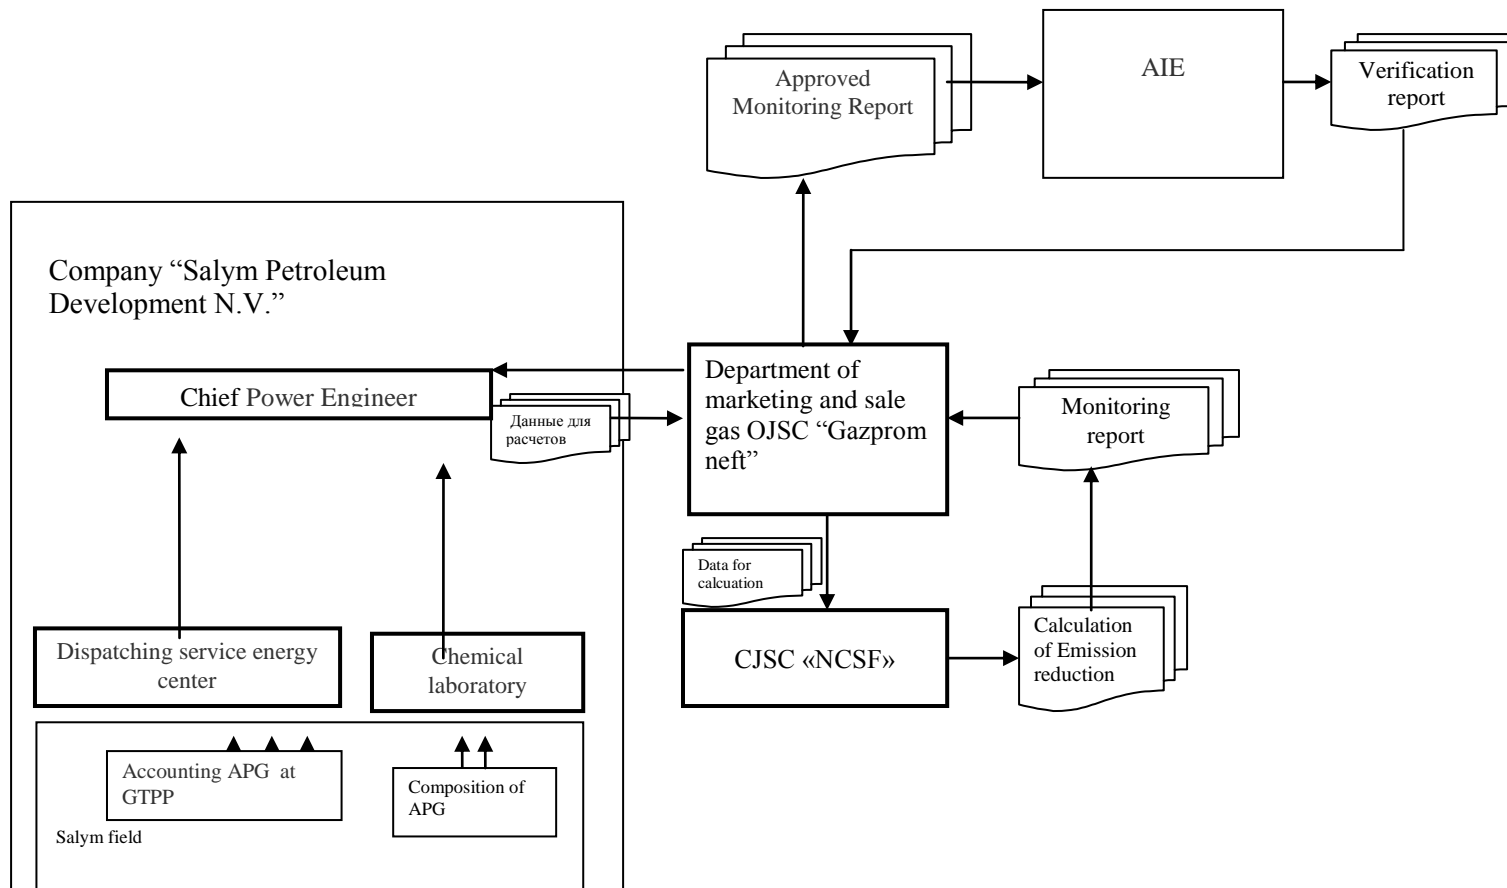 Approved
Monitoring Report
AIE
Verification
report
Company “Salym Petroleum
Development N.V.”
Chief Power Engineer
Данные для
расчетов
Department of
marketing and sale
gas OJSC “Gazprom
neft”
Monitoring
report
Data for
calcuation
CJSC «NCSF»
Calculation
of Emission
reduction
Dispatching service energy
center
Chemical
laboratory
Accounting APG at
GTPP
Composition of
APG
Salym field